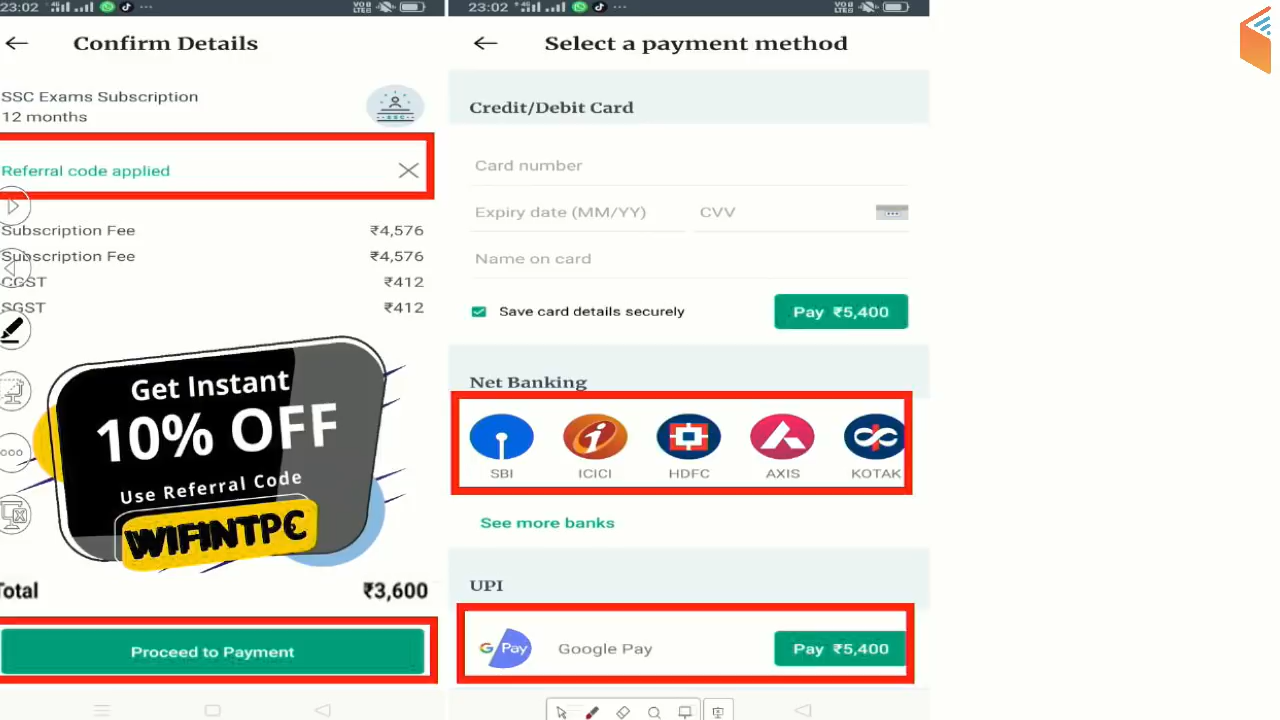 23:02
Confirm Details
SSC Exams Subscription
12 months
SSC
Referral code applied
Subscription Fee ₹4,576
Subscription Fee ₹4,576
CGST ₹412
SGST ₹412
Get Instant
10% OFF
Use Referral Code
WIFINTPC
Total ₹3,600
Proceed to Payment
23:02
Select a payment method
Credit/Debit Card
Card number
Expiry date (MM/YY) CVV
Name on card
Save card details securely Pay ₹5,400
Net Banking
SBI ICICI HDFC AXIS KOTAK
See more banks
UPI
G Pay Google Pay Pay ₹5,400